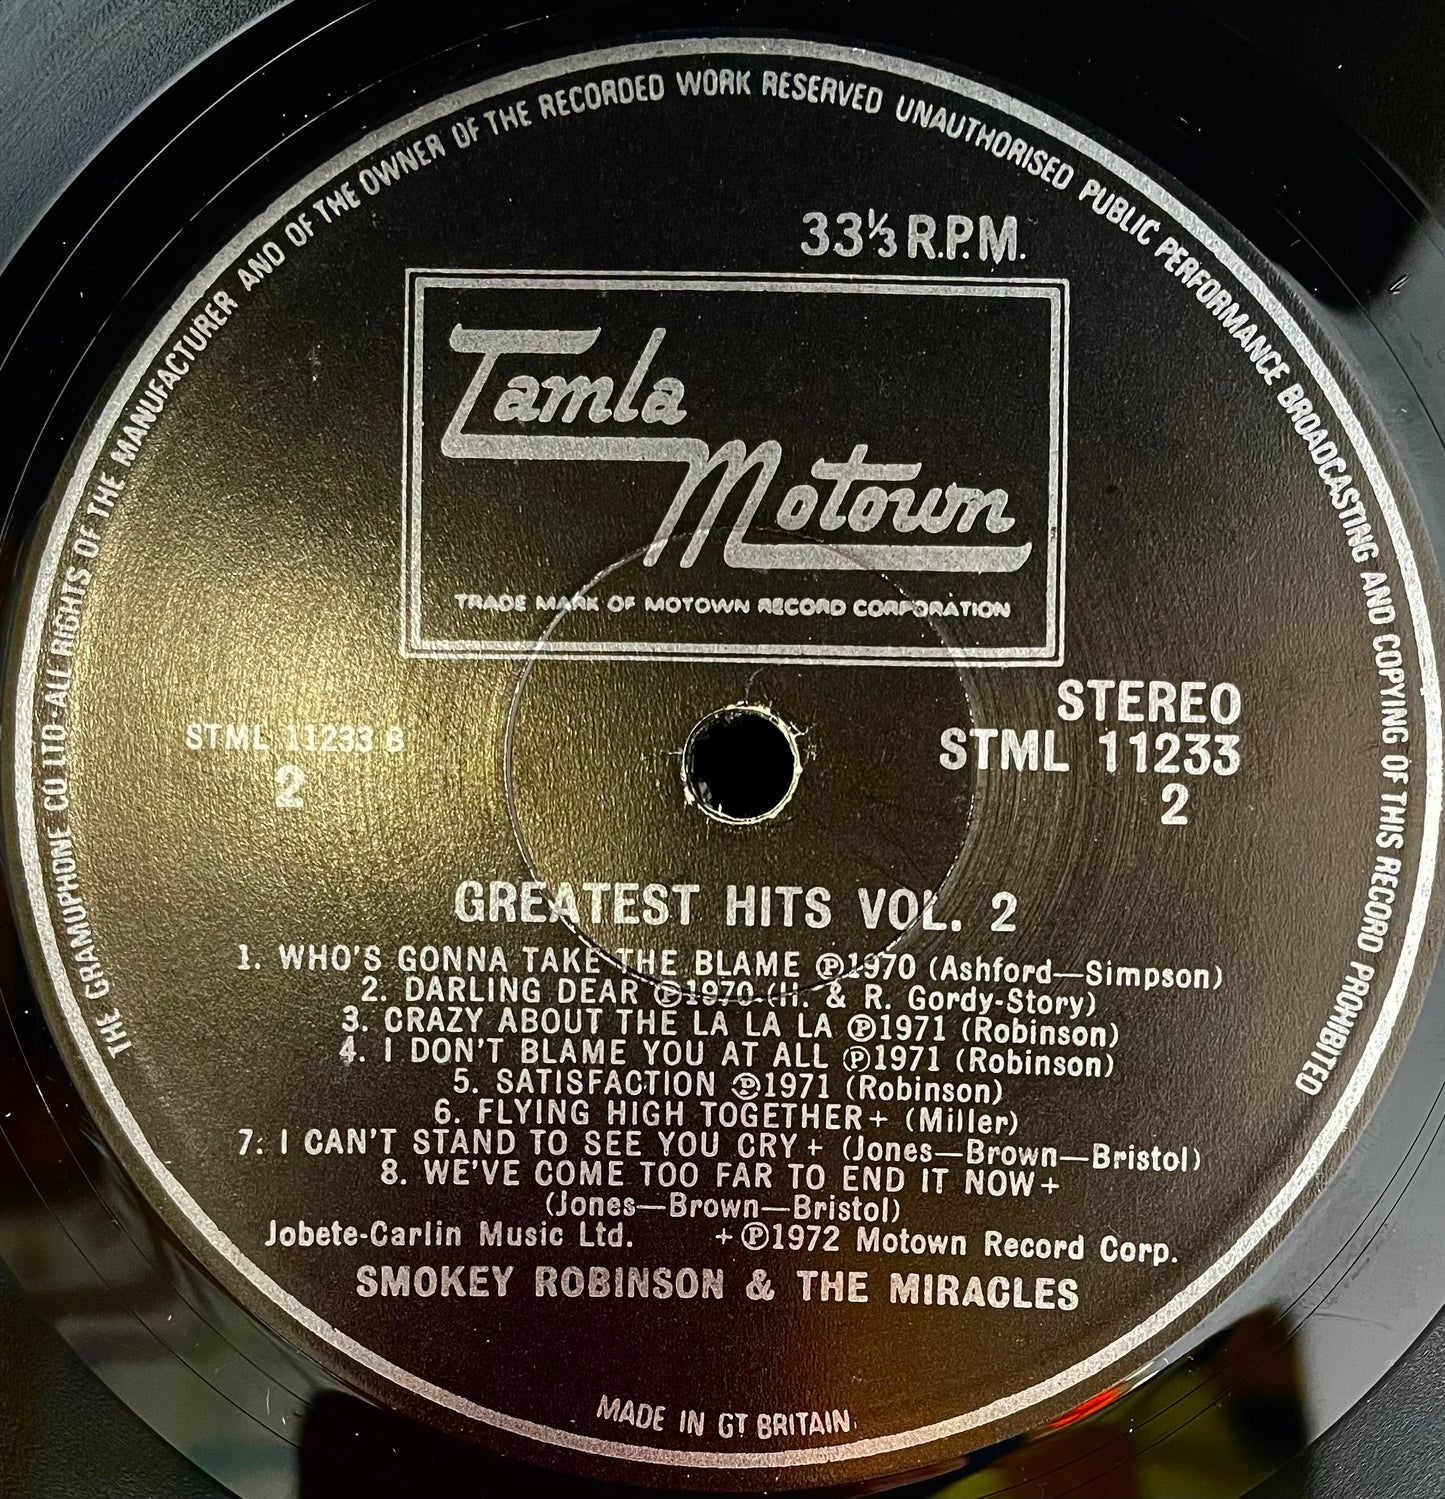 THE GRAMOPHONE CO LTD·ALL RIGHTS OF THE MANUFACTURER AND OF THE OWNER OF THE RECORDED WORK RESERVED UNAUTHORISED PUBLIC PERFORMANCE BROADCASTING AND COPYING OF THIS RECORD PROHIBITED
33⅓ R.P.M.
Tamla
Motown
TRADE MARK OF MOTOWN RECORD CORPORATION
STEREO
STML 11233 B
STML 11233
2
2
GREATEST HITS VOL. 2
1. WHO'S GONNA TAKE THE BLAME ℗1970 (Ashford—Simpson)
2. DARLING DEAR ℗1970 (H. & R. Gordy-Story)
3. CRAZY ABOUT THE LA LA LA ℗1971 (Robinson)
4. I DON'T BLAME YOU AT ALL ℗1971 (Robinson)
5. SATISFACTION ℗1971 (Robinson)
6. FLYING HIGH TOGETHER+ (Miller)
7. I CAN'T STAND TO SEE YOU CRY+ (Jones—Brown—Bristol)
8. WE'VE COME TOO FAR TO END IT NOW+
(Jones—Brown—Bristol)
Jobete-Carlin Music Ltd. +℗1972 Motown Record Corp.
SMOKEY ROBINSON & THE MIRACLES
MADE IN GT BRITAIN